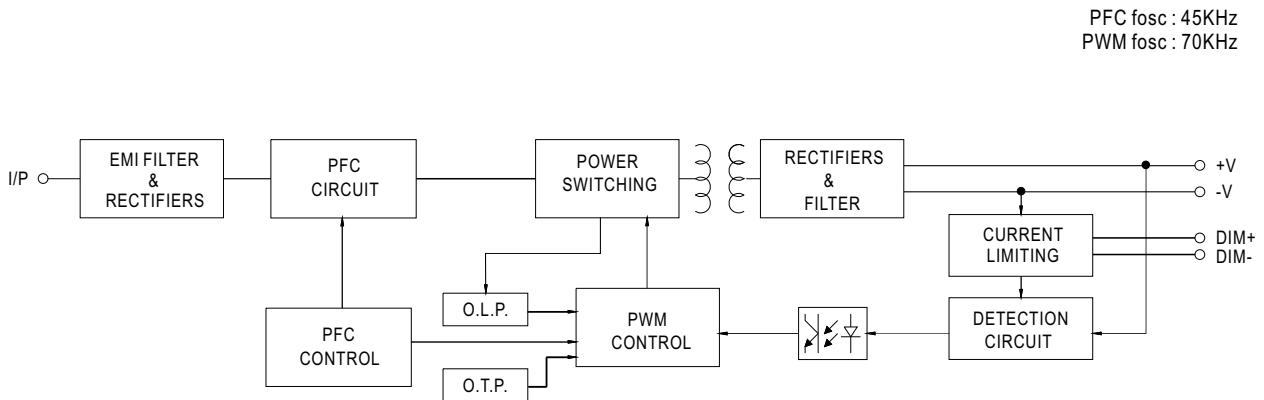 PFC fosc : 45KHz
PWM fosc : 70KHz
I/P
EMI FILTER
&
RECTIFIERS
PFC
CIRCUIT
POWER
SWITCHING
RECTIFIERS
&
FILTER
+V
-V
CURRENT
LIMITING
DIM+
DIM-
O.L.P.
PFC
CONTROL
PWM
CONTROL
DETECTION
CIRCUIT
O.T.P.